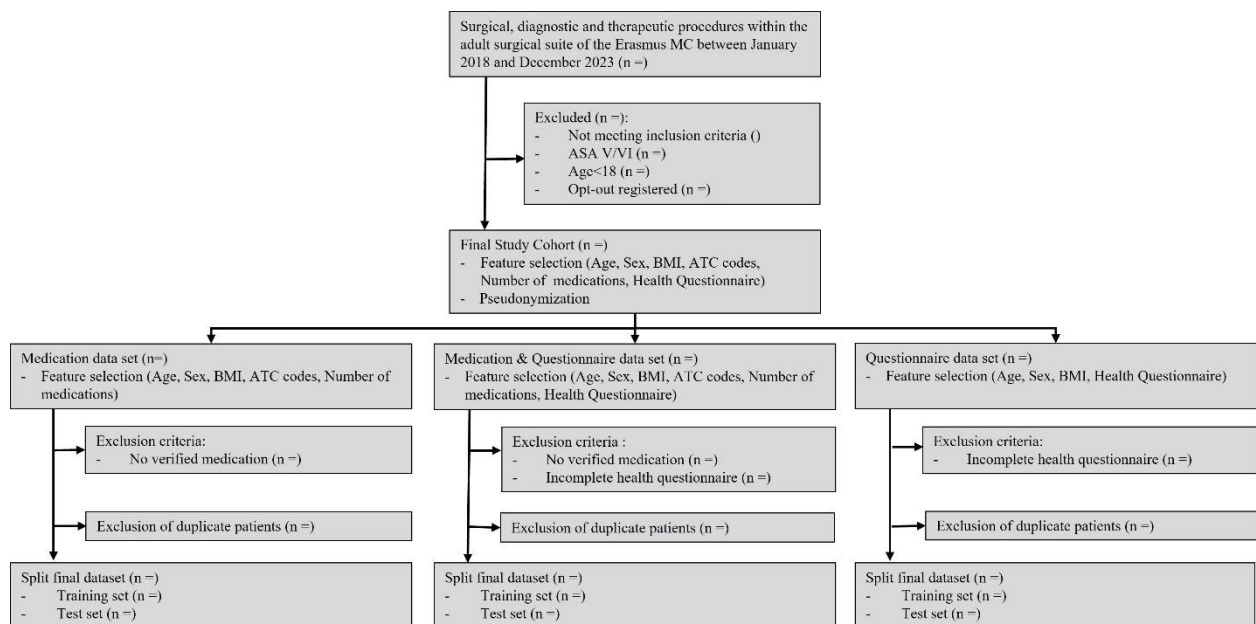 Surgical, diagnostic and therapeutic procedures within the
adult surgical suite of the Erasmus MC between January
2018 and December 2023 (n =)
Excluded (n =):
- Not meeting inclusion criteria ()
- ASA V/VI (n =)
- Age<18 (n =)
- Opt-out registered (n =)
Final Study Cohort (n =)
- Feature selection (Age, Sex, BMI, ATC codes,
Number of medications, Health Questionnaire)
- Pseudonymization
Medication data set (n=)
- Feature selection (Age, Sex, BMI, ATC codes, Number of
medications)
Exclusion criteria:
- No verified medication (n =)
Exclusion of duplicate patients (n =)
Split final dataset (n =)
- Training set (n =)
- Test set (n =)
Medication & Questionnaire data set (n =)
- Feature selection (Age, Sex, BMI, ATC codes, Number of
medications, Health Questionnaire)
Exclusion criteria :
- No verified medication (n =)
- Incomplete health questionnaire (n =)
Exclusion of duplicate patients (n =)
Split final dataset (n =)
- Training set (n =)
- Test set (n =)
Questionnaire data set (n =)
- Feature selection (Age, Sex, BMI, Health Questionnaire)
Exclusion criteria:
- Incomplete health questionnaire (n =)
Exclusion of duplicate patients (n =)
Split final dataset (n =)
- Training set (n =)
- Test set (n =)